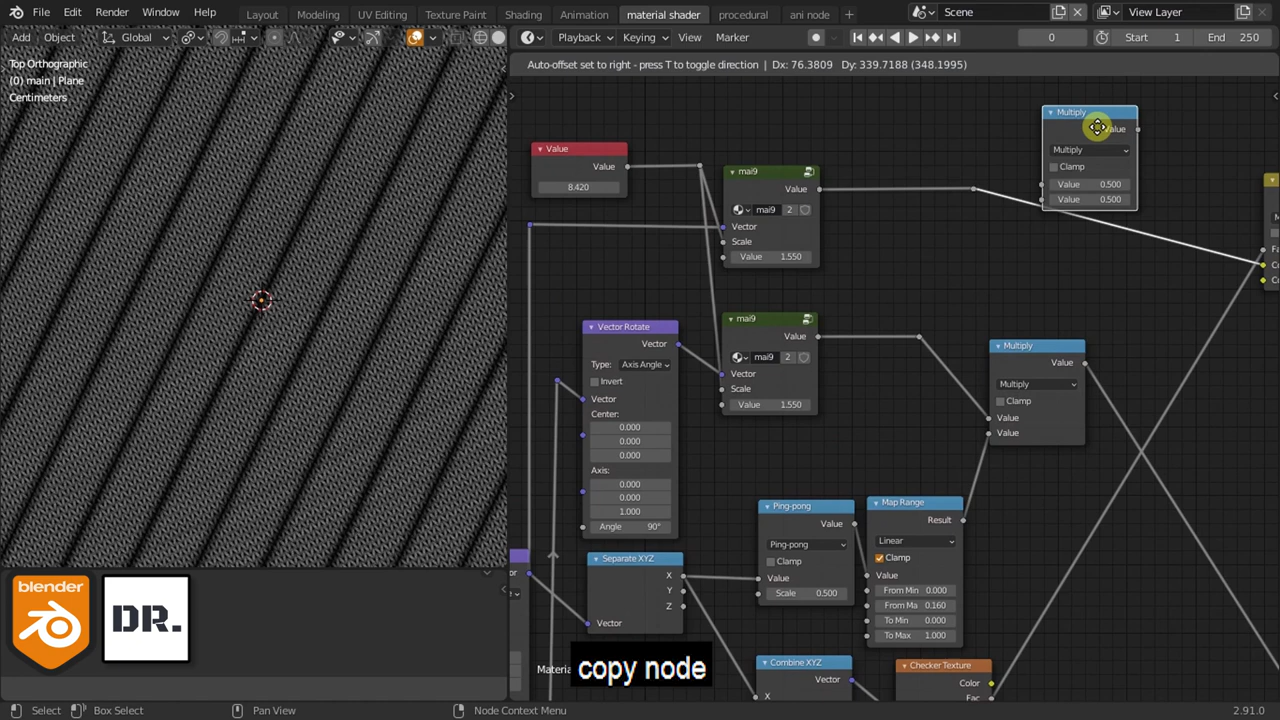 File Edit Render Window Help Layout Modeling UV Editing Texture Paint Shading Animation material shader procedural ani node + Scene View Layer
Add Object Global Playback Keying View Marker 0 Start 1 End 250
Auto-offset set to right - press T to toggle direction | Dx: 76.3809 Dy: 339.7188 (348.1995)
Top Orthographic
(0) main | Plane
Centimeters
Multiply
Value
Multiply
Clamp
Value 0.500
Value 0.500
Value
Value
8.420
mai9
Value
mai9 2
Vector
Scale
Value 1.550
mai9
Value
mai9 2
Vector
Scale
Value 1.550
Vector Rotate
Vector
Type: Axis Angle
Invert
Vector
Center:
0.000
0.000
0.000
Axis:
0.000
0.000
1.000
Angle 90°
Multiply
Value
Multiply
Clamp
Value
Value
Ping-pong
Value
Ping-pong
Clamp
Value
Scale 0.500
Map Range
Result
Linear
Clamp
Value
From Min 0.000
From Ma 0.160
To Min 0.000
To Max 1.000
Separate XYZ
X
Y
Z
Vector
Combine XYZ
Vector
X
Checker Texture
Color
Fac
copy node
blender
DR.
Select Box Select Pan View Node Context Menu 2.91.0